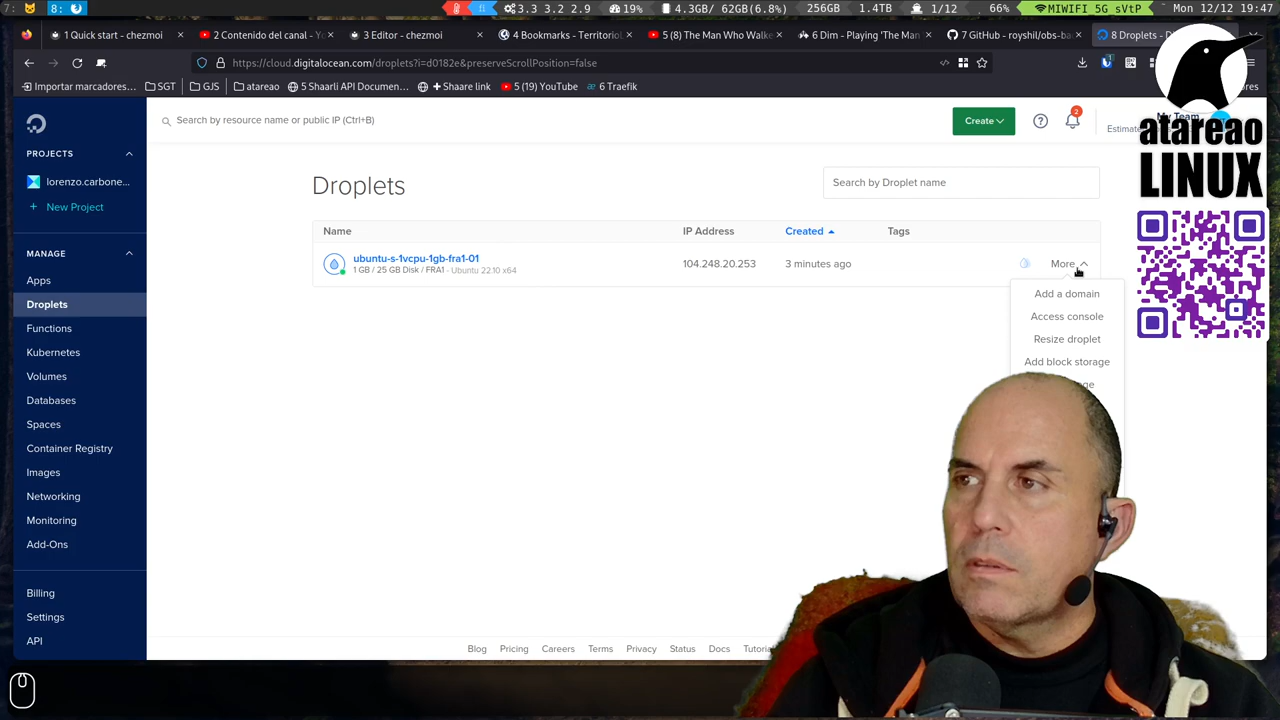 7:
8:
3.3 3.2 2.9
19%
4.3GB/ 62GB(6.8%)
256GB
1.4TB
1/12
66%
MIWIFI 5G sVtP
Mon 12/12 19:47
1 Quick start - chezmoi
2 Contenido del canal - Yo
3 Editor - chezmoi
4 Bookmarks - Territorio L
5 (8) The Man Who Walke
6 Dim - Playing 'The Man
7 GitHub - royshil/obs-ba
8 Droplets - D
https://cloud.digitalocean.com/droplets?i=d0182e&preserveScrollPosition=false
Importar marcadores...
SGT
GJS
atareao
5 Shaarli API Documen...
Shaare link
5 (19) YouTube
6 Traefik
ores
PROJECTS
lorenzo.carbone...
+ New Project
MANAGE
Apps
Droplets
Functions
Kubernetes
Volumes
Databases
Spaces
Container Registry
Images
Networking
Monitoring
Add-Ons
Billing
Settings
API
Search by resource name or public IP (Ctrl+B)
Create
2
My Team
Estimate
Droplets
Search by Droplet name
Name
IP Address
Created
Tags
ubuntu-s-1vcpu-1gb-fra1-01
1 GB / 25 GB Disk / FRA1 - Ubuntu 22.10 x64
104.248.20.253
3 minutes ago
More
Add a domain
Access console
Resize droplet
Add block storage
Blog
Pricing
Careers
Terms
Privacy
Status
Docs
Tutoria
atareao
LINUX